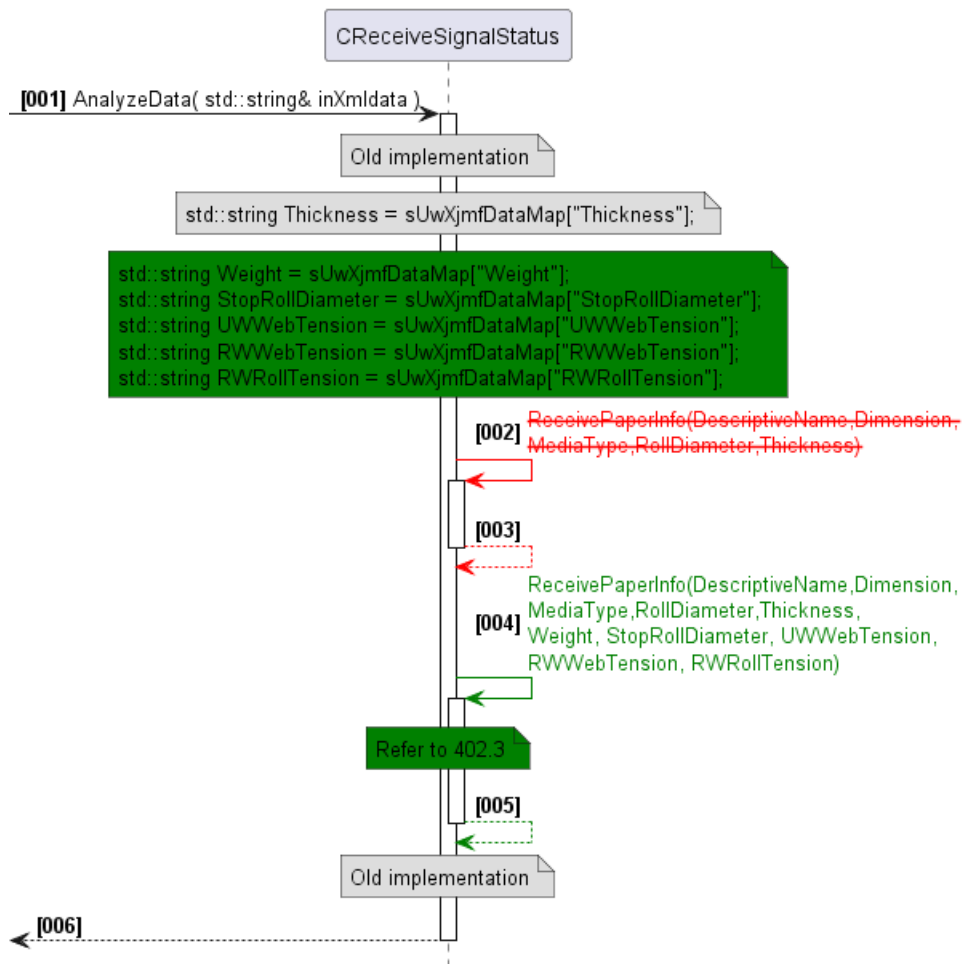 CReceiveSignalStatus
[001] AnalyzeData( std::string& inXmldata )
Old implementation
std::string Thickness = sUwXjmfDataMap["Thickness"];
std::string Weight = sUwXjmfDataMap["Weight"];
std::string StopRollDiameter = sUwXjmfDataMap["StopRollDiameter"];
std::string UWWebTension = sUwXjmfDataMap["UWWebTension"];
std::string RWWebTension = sUwXjmfDataMap["RWWebTension"];
std::string RWRollTension = sUwXjmfDataMap["RWRollTension"];
[002] ReceivePaperInfo(DescriptiveName,Dimension,
MediaType,RollDiameter,Thickness)
[003]
[004] ReceivePaperInfo(DescriptiveName,Dimension,
MediaType,RollDiameter,Thickness,
Weight, StopRollDiameter, UWWebTension,
RWWebTension, RWRollTension)
Refer to 402.3
[005]
Old implementation
[006]